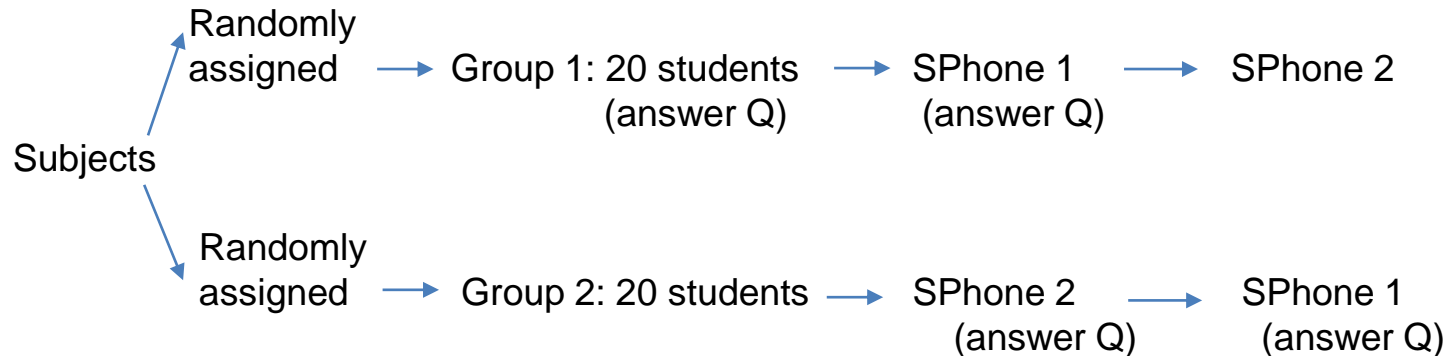 Randomly
assigned
Group 1: 20 students
(answer Q)
SPhone 1
(answer Q)
SPhone 2
Subjects
Randomly
assigned
Group 2: 20 students
SPhone 2
(answer Q)
SPhone 1
(answer Q)